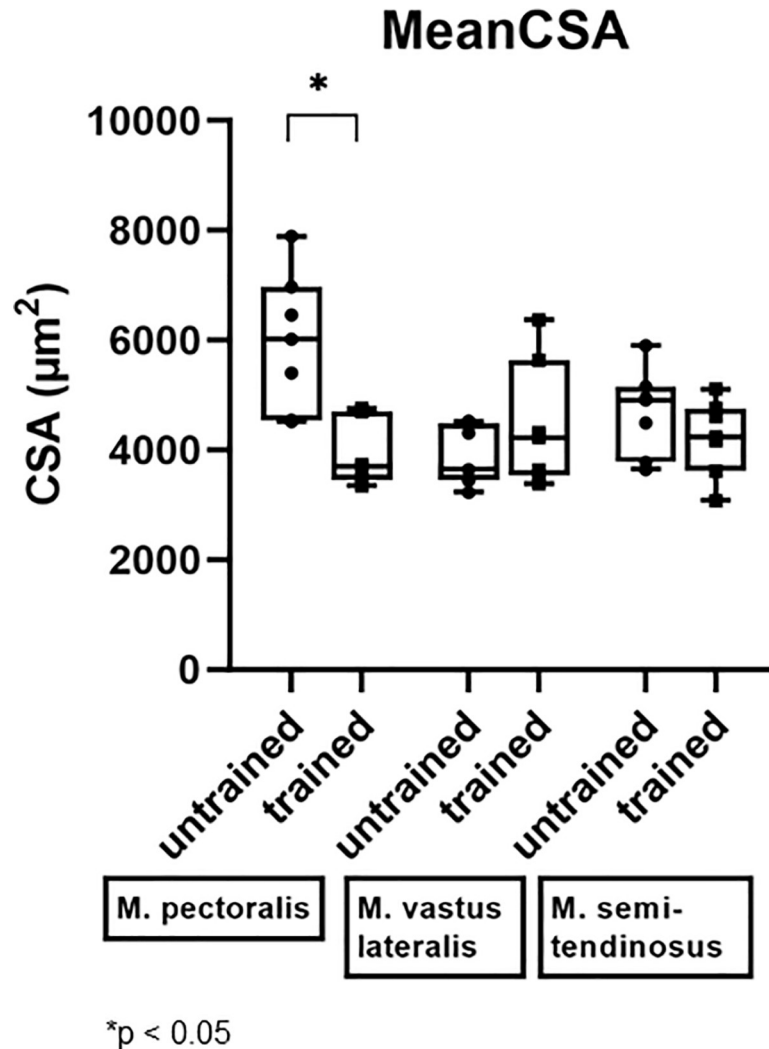 MeanCSA
*
10000
8000
6000
4000
2000
0
CSA (µm²)
untrained
trained
untrained
trained
untrained
trained
M. pectoralis
M. vastus
lateralis
M. semi-
tendinosus
*p < 0.05